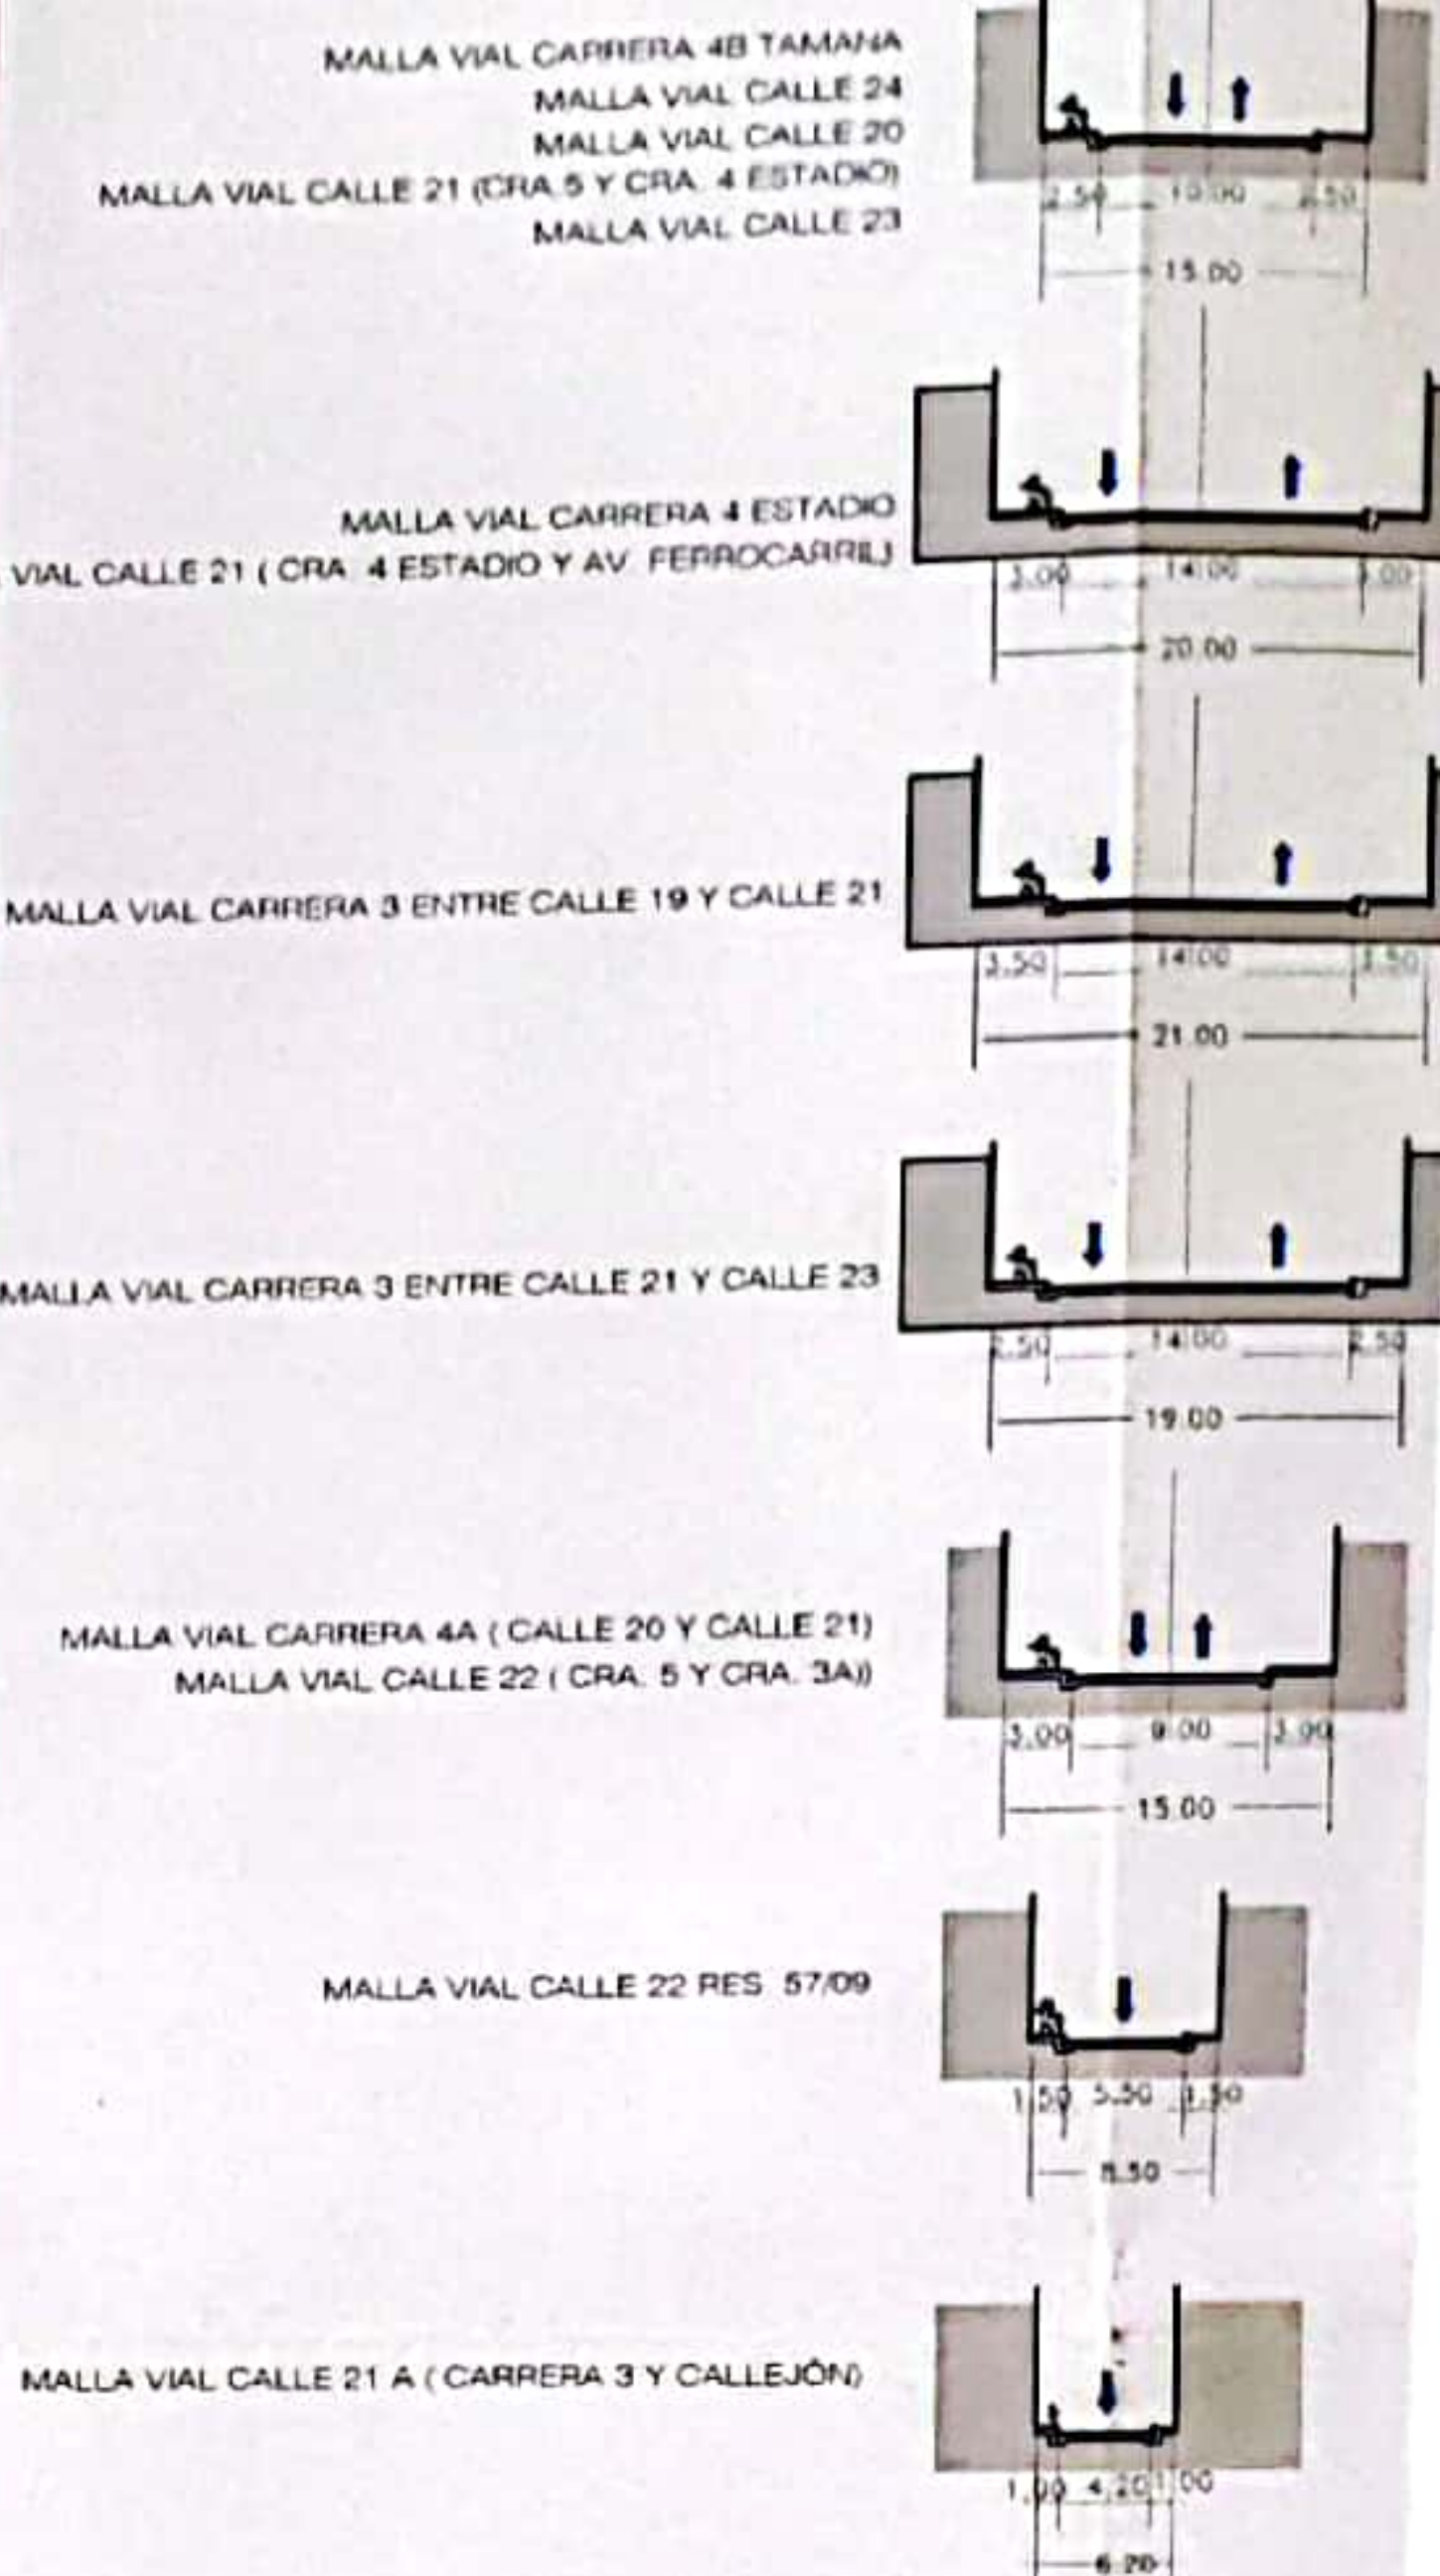 MALLA VIAL CARRERA 4B TAMANA
MALLA VIAL CALLE 24
MALLA VIAL CALLE 20
MALLA VIAL CALLE 21 (CRA.5 Y CRA. 4 ESTADIO)
MALLA VIAL CALLE 23
2.50 10.00 2.50
15.00
MALLA VIAL CARRERA 4 ESTADIO
VIAL CALLE 21 ( CRA. 4 ESTADIO Y AV. FERROCARRIL)
3.00 14.00 3.00
20.00
MALLA VIAL CARRERA 3 ENTRE CALLE 19 Y CALLE 21
3.50 14.00 3.50
21.00
MALLA VIAL CARRERA 3 ENTRE CALLE 21 Y CALLE 23
2.50 14.00 2.50
19.00
MALLA VIAL CARRERA 4A ( CALLE 20 Y CALLE 21)
MALLA VIAL CALLE 22 ( CRA. 5 Y CRA. 3A))
3.00 9.00 3.00
15.00
MALLA VIAL CALLE 22 RES. 57/09
1.50 5.50 1.50
8.50
MALLA VIAL CALLE 21 A ( CARRERA 3 Y CALLEJÓN)
1.00 4.20 1.00
6.20